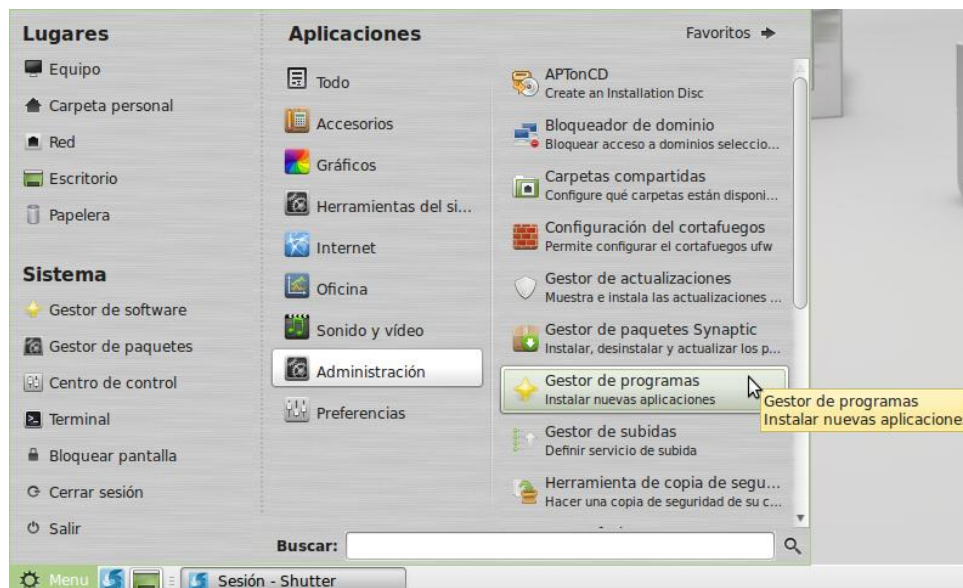 Lugares
Equipo
Carpeta personal
Red
Escritorio
Papelera
Sistema
Gestor de software
Gestor de paquetes
Centro de control
Terminal
Bloquear pantalla
Cerrar sesión
Salir
Aplicaciones
Favoritos
Todo
Accesorios
Gráficos
Herramientas del si...
Internet
Oficina
Sonido y vídeo
Administración
Preferencias
APTonCD
Create an Installation Disc
Bloqueador de dominio
Bloquear acceso a dominios seleccio...
Carpetas compartidas
Configure qué carpetas están disponi...
Configuración del cortafuegos
Permite configurar el cortafuegos ufw
Gestor de actualizaciones
Muestra e instala las actualizaciones ...
Gestor de paquetes Synaptic
Instalar, desinstalar y actualizar los p...
Gestor de programas
Instalar nuevas aplicaciones
Gestor de programas
Instalar nuevas aplicacione
Gestor de subidas
Definir servicio de subida
Herramienta de copia de segu...
Hacer una copia de seguridad de su c...
Buscar:
Menu
Sesión - Shutter